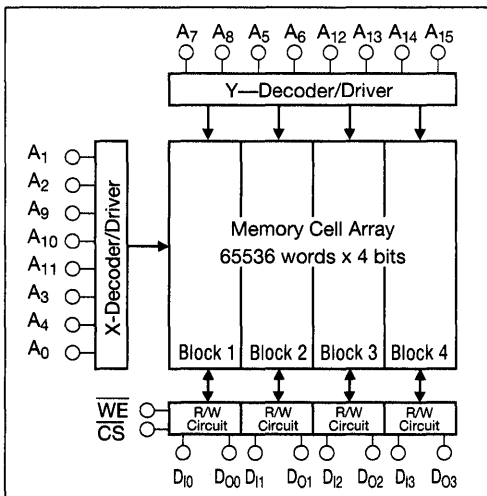 A7 A8 A5 A6 A12 A13 A14 A15
Y—Decoder/Driver
A1
A2
A9
A10
A11
A3
A4
A0
X-Decoder/Driver
Memory Cell Array
65536 words x 4 bits
Block 1 Block 2 Block 3 Block 4
WE
CS
R/W Circuit
R/W Circuit
R/W Circuit
R/W Circuit
DI0 DO0 DI1 DO1 DI2 DO2 DI3 DO3